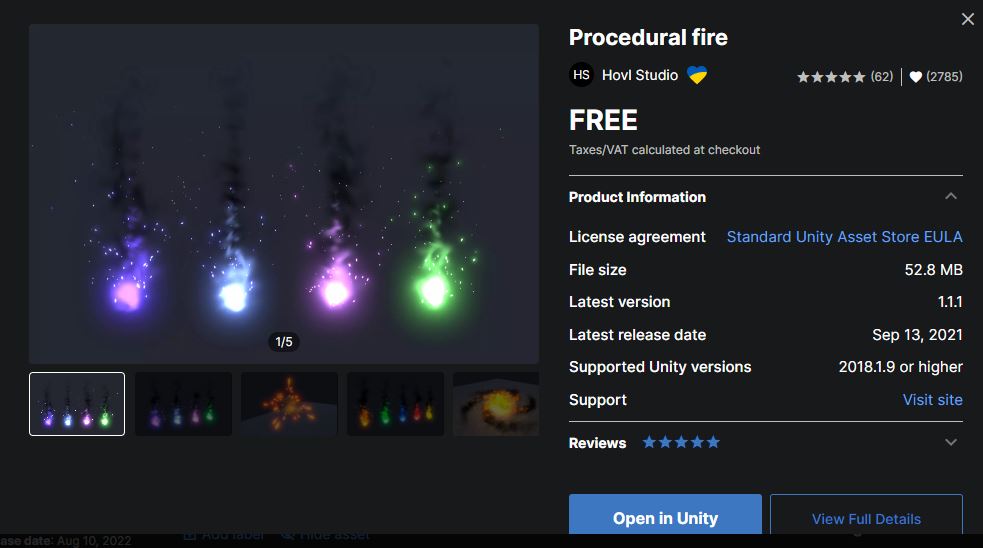 Procedural fire
HS Hovl Studio (62) (2785)
FREE
Taxes/VAT calculated at checkout
Product Information
License agreement Standard Unity Asset Store EULA
File size 52.8 MB
Latest version 1.1.1
Latest release date Sep 13, 2021
Supported Unity versions 2018.1.9 or higher
Support Visit site
Reviews
Open in Unity View Full Details
1/5
ase date: Aug 10, 2022 Add label Hide asset